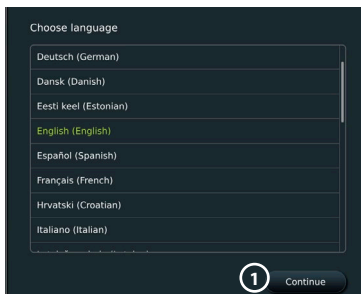 Choose language
Deutsch (German)
Dansk (Danish)
Eesti keel (Estonian)
English (English)
Español (Spanish)
Français (French)
Hrvatski (Croatian)
Italiano (Italian)
1 Continue